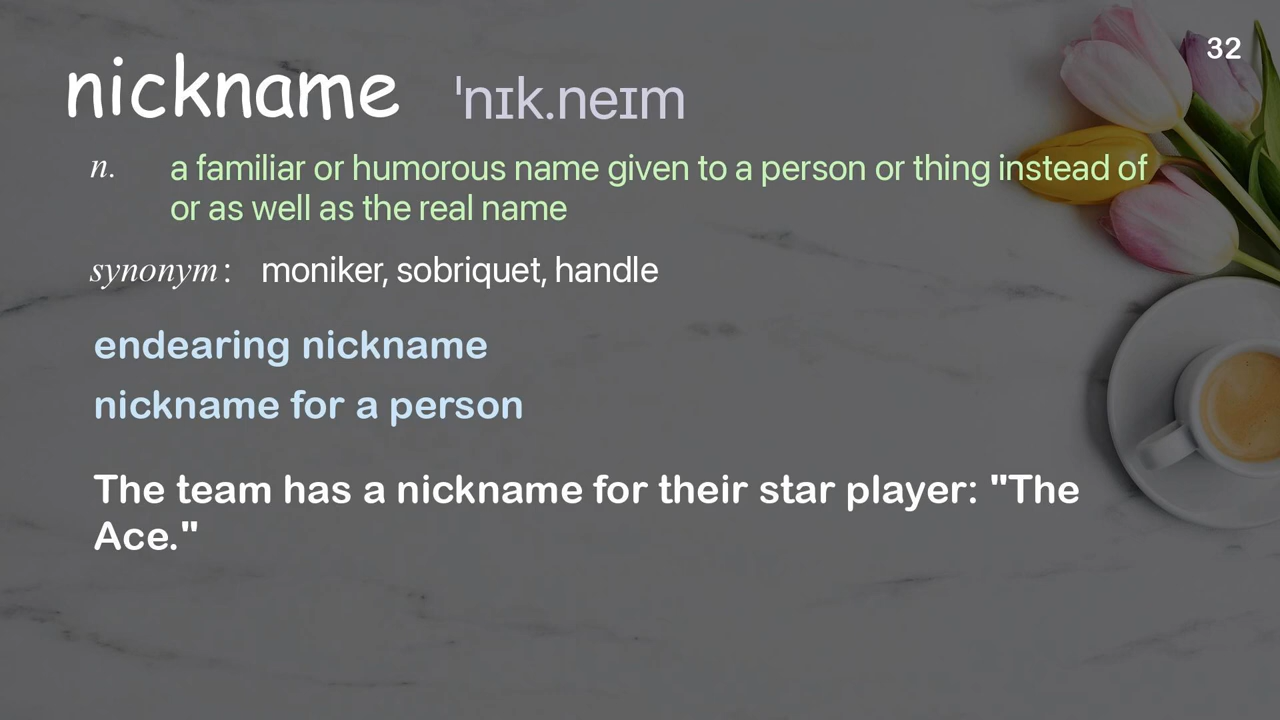 32
nickname ˈnɪk.neɪm
n. a familiar or humorous name given to a person or thing instead of
or as well as the real name
synonym: moniker, sobriquet, handle
endearing nickname
nickname for a person
The team has a nickname for their star player: "The
Ace."